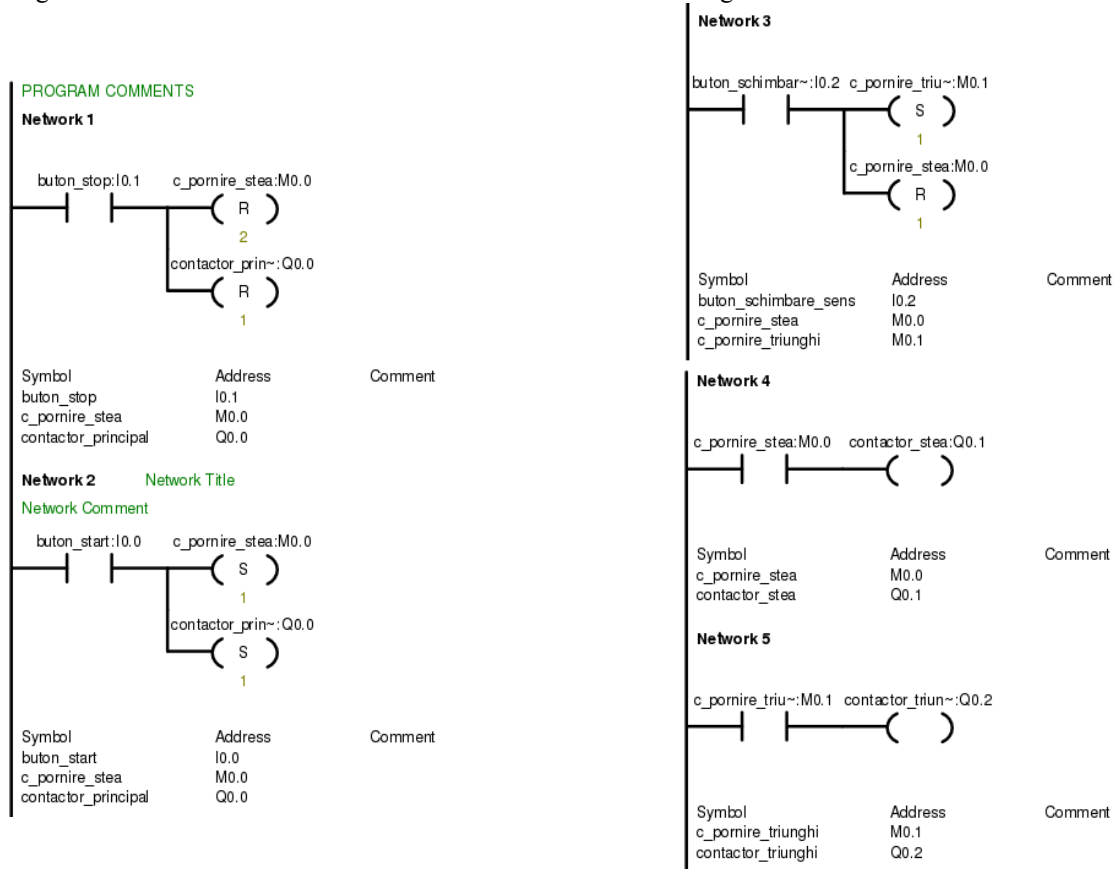 PROGRAM COMMENTS
Network 1
buton_stop:I0.1 c_pornire_stea:M0.0
R
2
contactor_prin~:Q0.0
R
1
Symbol Address Comment
buton_stop I0.1
c_pornire_stea M0.0
contactor_principal Q0.0
Network 2 Network Title
Network Comment
buton_start:I0.0 c_pornire_stea:M0.0
S
1
contactor_prin~:Q0.0
S
1
Symbol Address Comment
buton_start I0.0
c_pornire_stea M0.0
contactor_principal Q0.0
Network 3
buton_schimbar~:I0.2 c_pornire_triu~:M0.1
S
1
c_pornire_stea:M0.0
R
1
Symbol Address Comment
buton_schimbare_sens I0.2
c_pornire_stea M0.0
c_pornire_triunghi M0.1
Network 4
c_pornire_stea:M0.0 contactor_stea:Q0.1
Symbol Address Comment
c_pornire_stea M0.0
contactor_stea Q0.1
Network 5
c_pornire_triu~:M0.1 contactor_triun~:Q0.2
Symbol Address Comment
c_pornire_triunghi M0.1
contactor_triunghi Q0.2